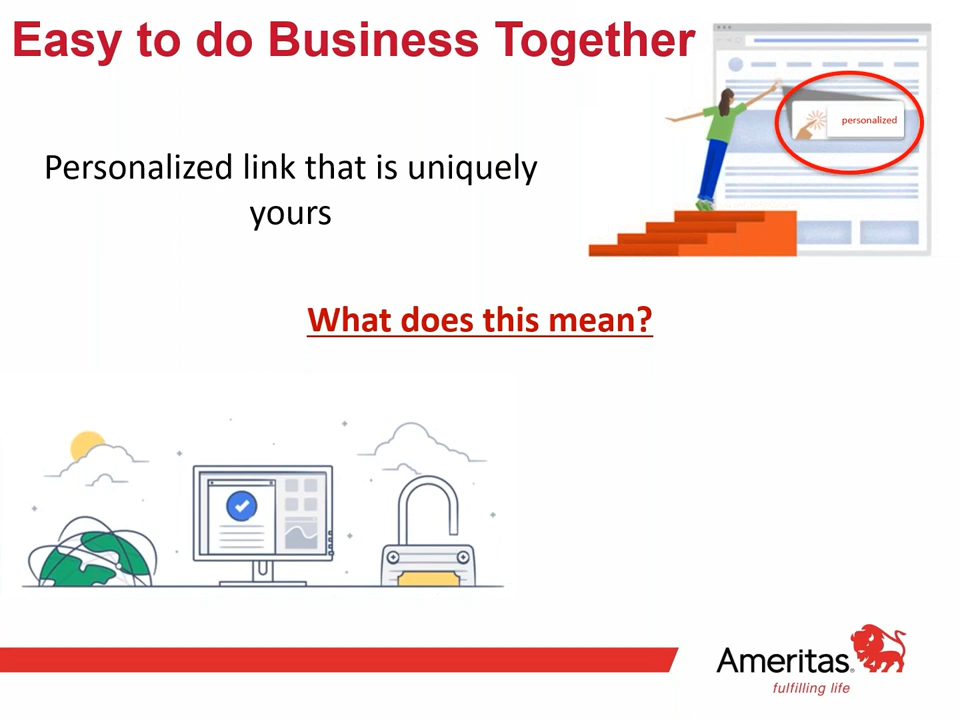 Easy to do Business Together
personalized
Personalized link that is uniquely
yours
What does this mean?
Ameritas®
fulfilling life